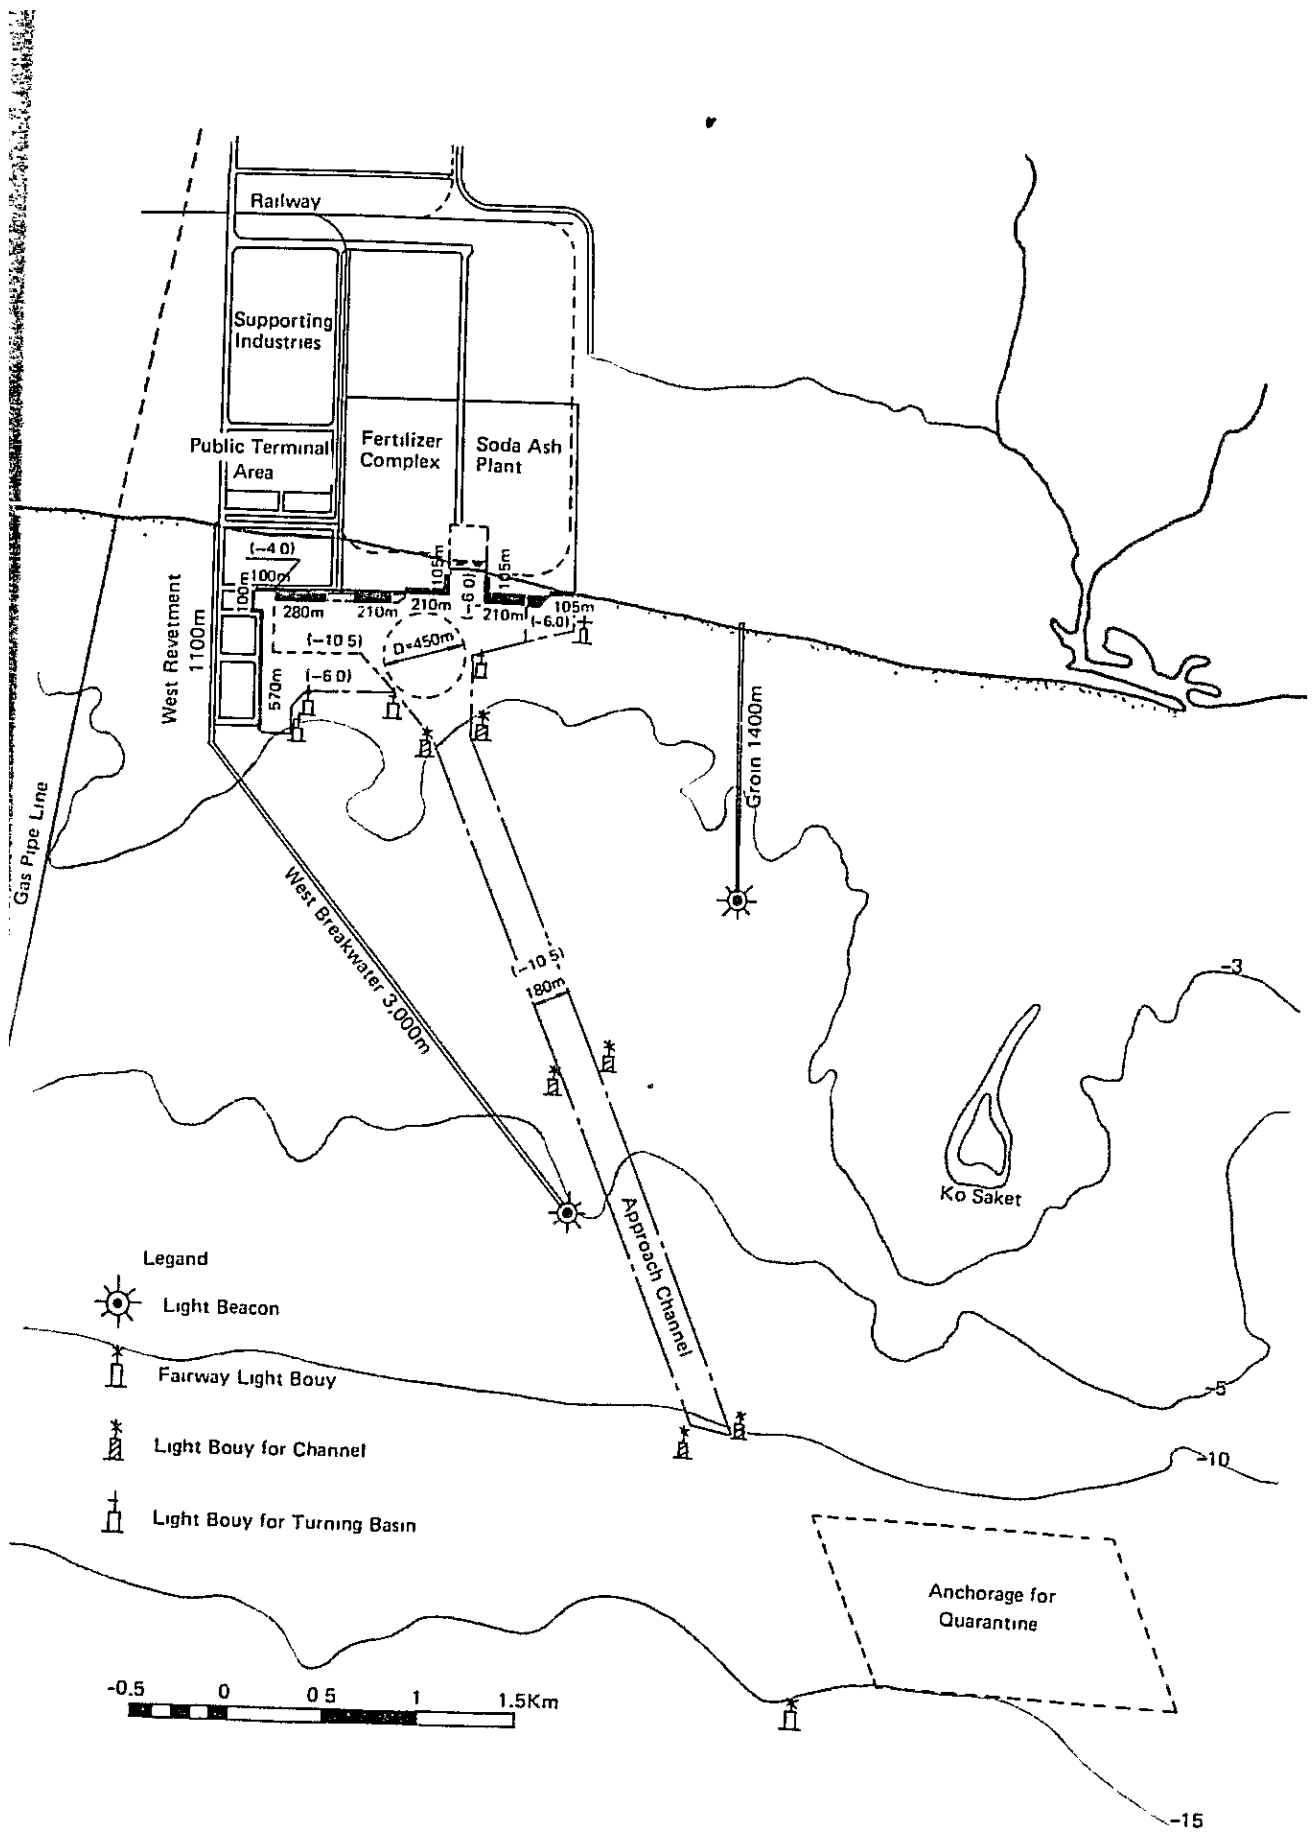 Railway
Supporting
Industries
Public Terminal
Area
Fertilizer
Complex
Soda Ash
Plant
(-4 0)
100m
100m
105m
(-6 0)
105m
280m
210m
210m
210m
105m
(-6.0)
(-10 5)
D=450m
(-6 0)
570m
West Revetment
1100m
Groin 1400m
Gas Pipe Line
West Breakwater 3,000m
(-10 5)
180m
-3
Ko Saket
Approach Channel
Legand
Light Beacon
Fairway Light Bouy
Light Bouy for Channel
Light Bouy for Turning Basin
-5
-10
Anchorage for
Quarantine
-0.5 0 0 5 1 1.5Km
-15